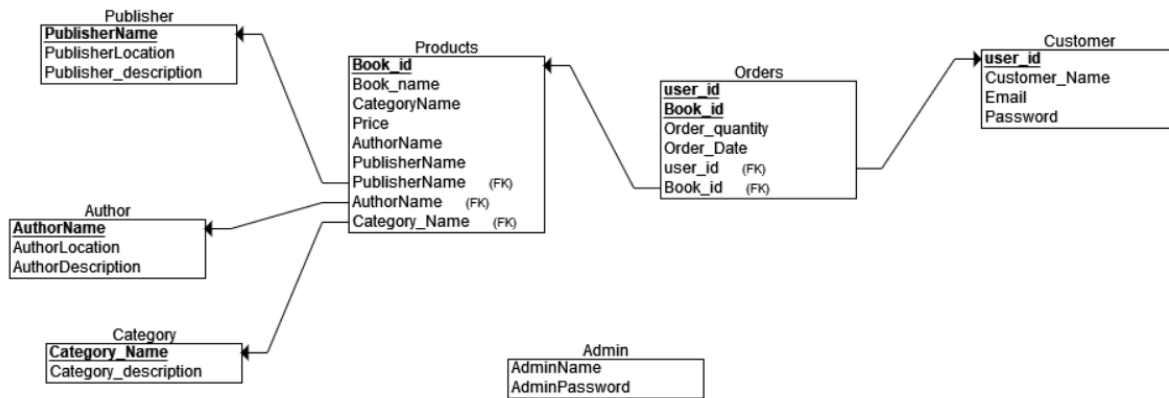 Publisher
PublisherName
PublisherLocation
Publisher_description
Author
AuthorName
AuthorLocation
AuthorDescription
Category
Category_Name
Category_description
Products
Book_id
Book_name
CategoryName
Price
AuthorName
PublisherName
PublisherName (FK)
AuthorName (FK)
Category_Name (FK)
Orders
user_id
Book_id
Order_quantity
Order_Date
user_id (FK)
Book_id (FK)
Customer
user_id
Customer_Name
Email
Password
Admin
AdminName
AdminPassword